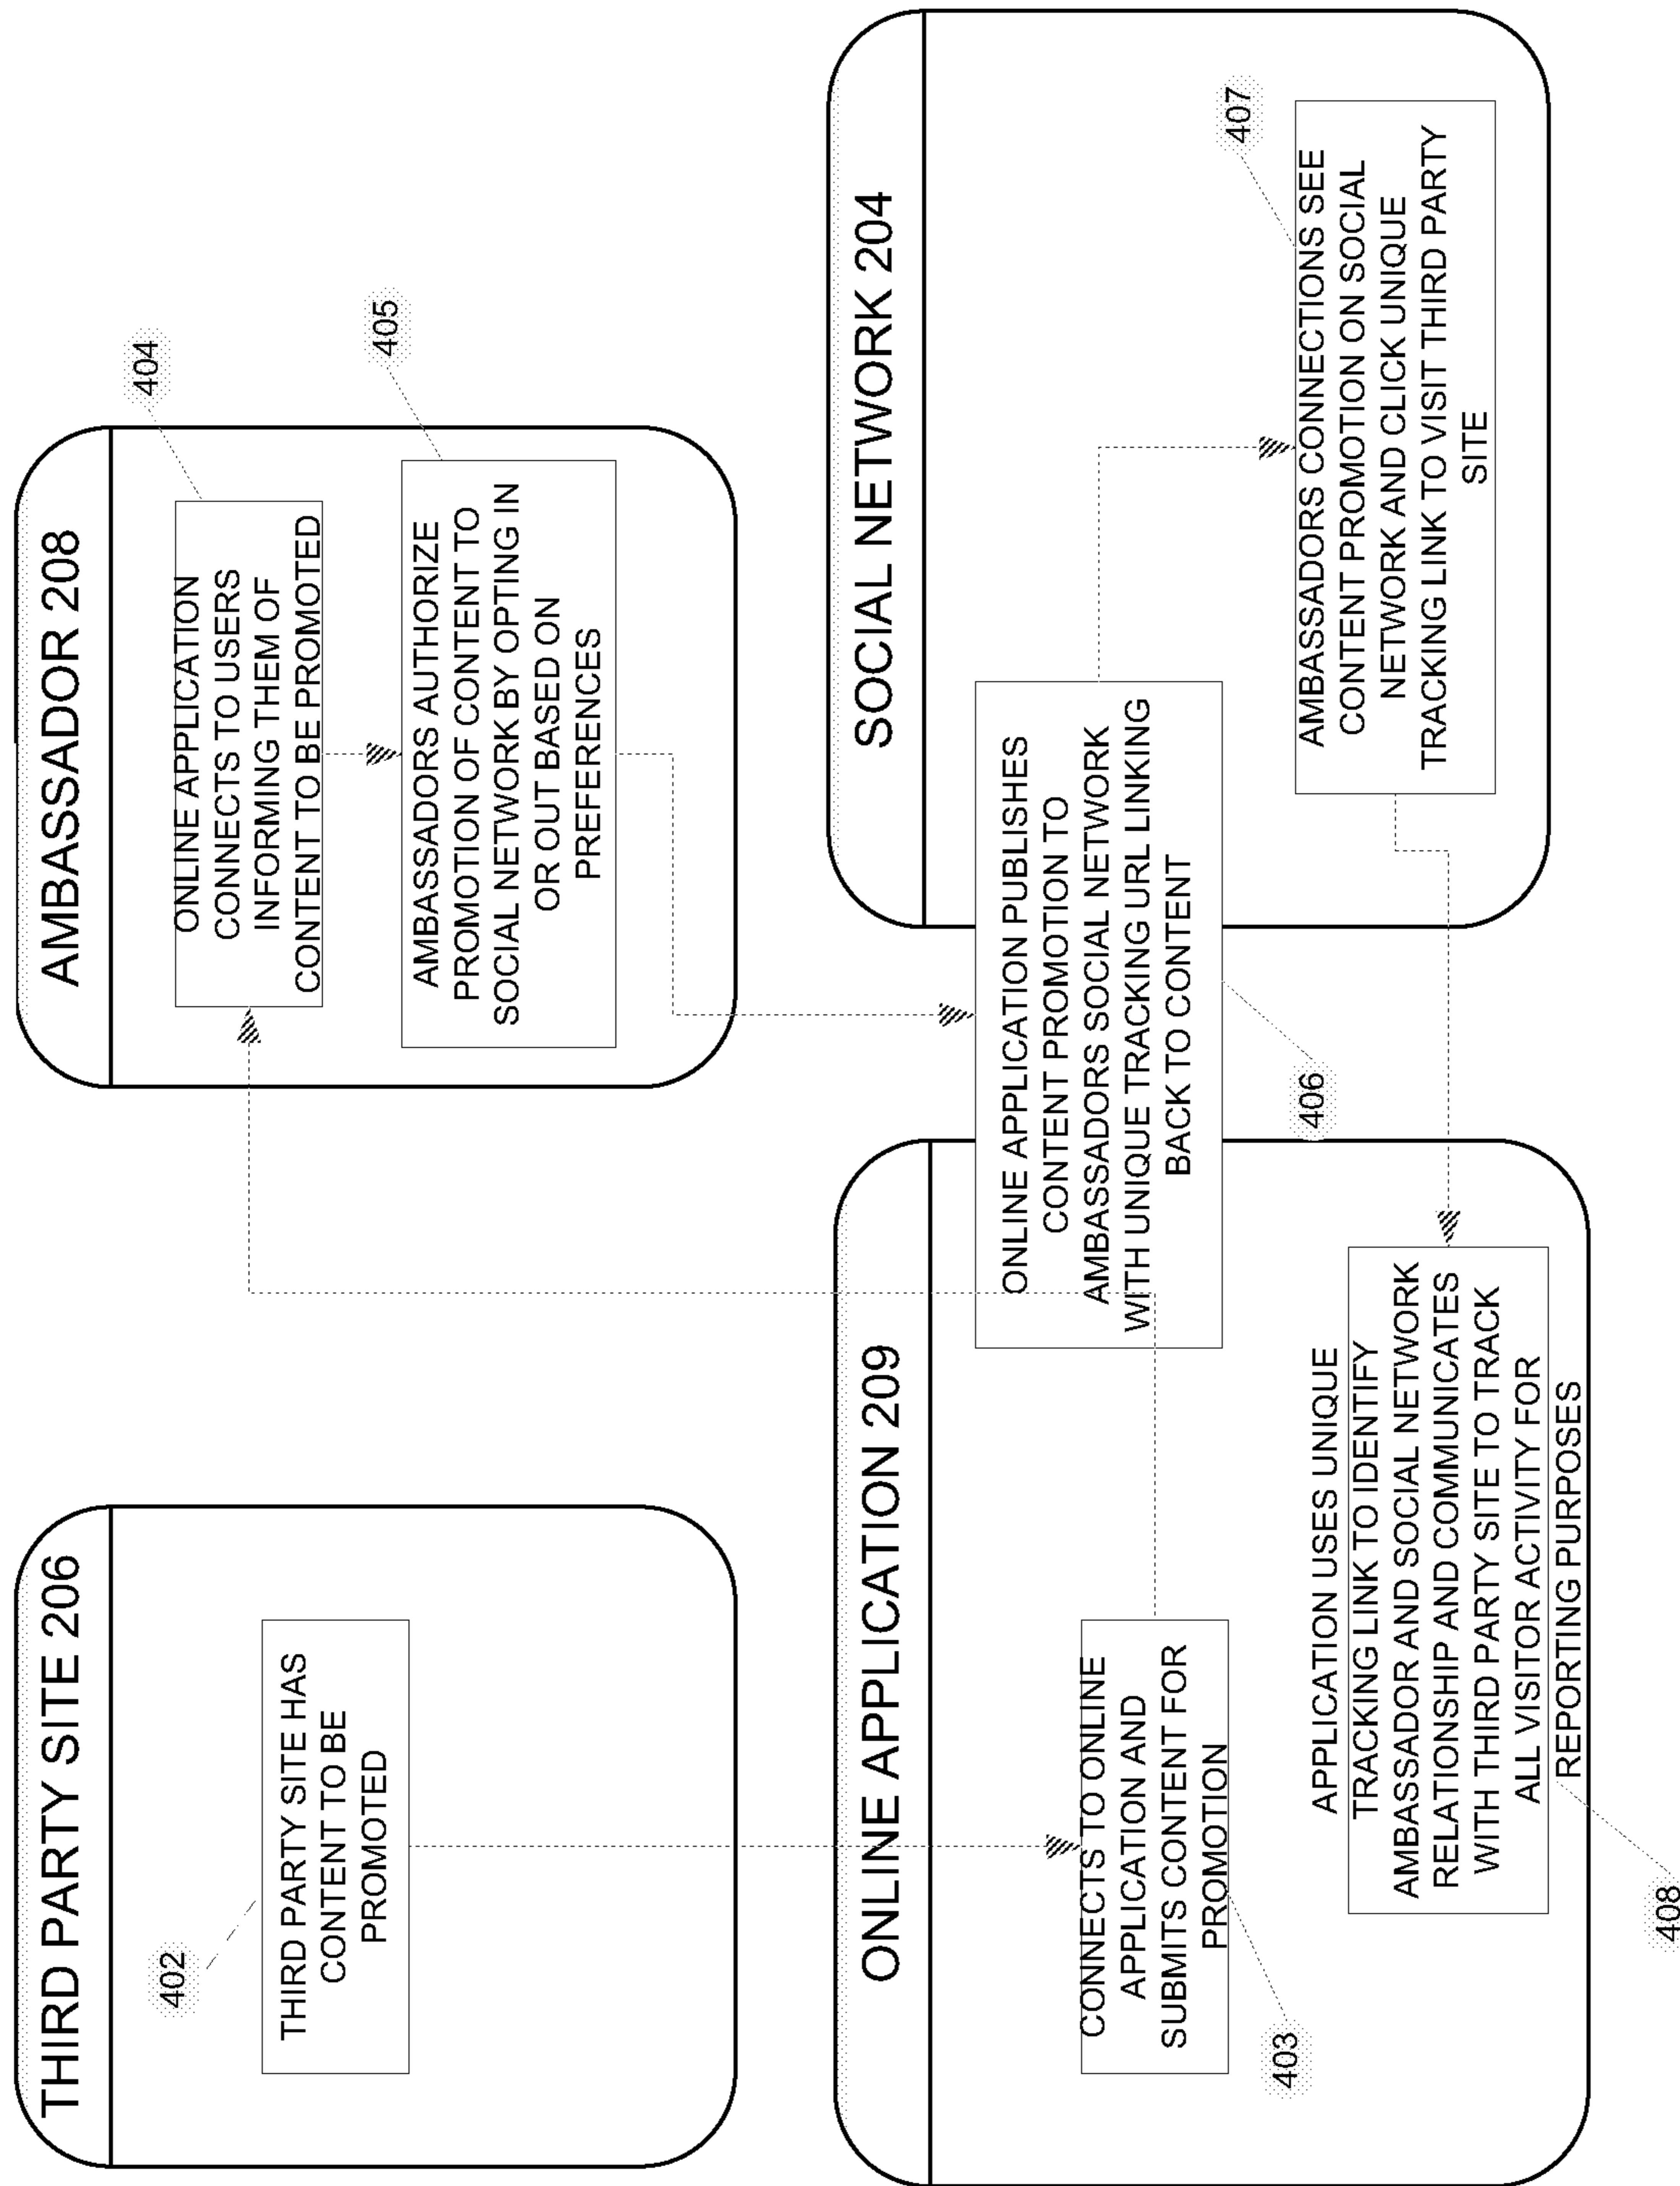 THIRD PARTY SITE 206
402
THIRD PARTY SITE HAS
CONTENT TO BE
PROMOTED
AMBASSADOR 208
404
ONLINE APPLICATION
CONNECTS TO USERS
INFORMING THEM OF
CONTENT TO BE PROMOTED
405
AMBASSADORS AUTHORIZE
PROMOTION OF CONTENT TO
SOCIAL NETWORK BY OPTING IN
OR OUT BASED ON
PREFERENCES
ONLINE APPLICATION 209
CONNECTS TO ONLINE
APPLICATION AND
SUBMITS CONTENT FOR
PROMOTION
403
ONLINE APPLICATION PUBLISHES
CONTENT PROMOTION TO
AMBASSADORS SOCIAL NETWORK
WITH UNIQUE TRACKING URL LINKING
BACK TO CONTENT
406
APPLICATION USES UNIQUE
TRACKING LINK TO IDENTIFY
AMBASSADOR AND SOCIAL NETWORK
RELATIONSHIP AND COMMUNICATES
WITH THIRD PARTY SITE TO TRACK
ALL VISITOR ACTIVITY FOR
REPORTING PURPOSES
408
SOCIAL NETWORK 204
407
AMBASSADORS CONNECTIONS SEE
CONTENT PROMOTION ON SOCIAL
NETWORK AND CLICK UNIQUE
TRACKING LINK TO VISIT THIRD PARTY
SITE